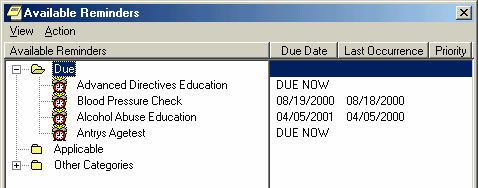 Available Reminders
View Action
Available Reminders Due Date Last Occurrence Priority
Due
Advanced Directives Education DUE NOW
Blood Pressure Check 08/19/2000 08/18/2000
Alcohol Abuse Education 04/05/2001 04/05/2000
Antrys Agetest DUE NOW
Applicable
Other Categories